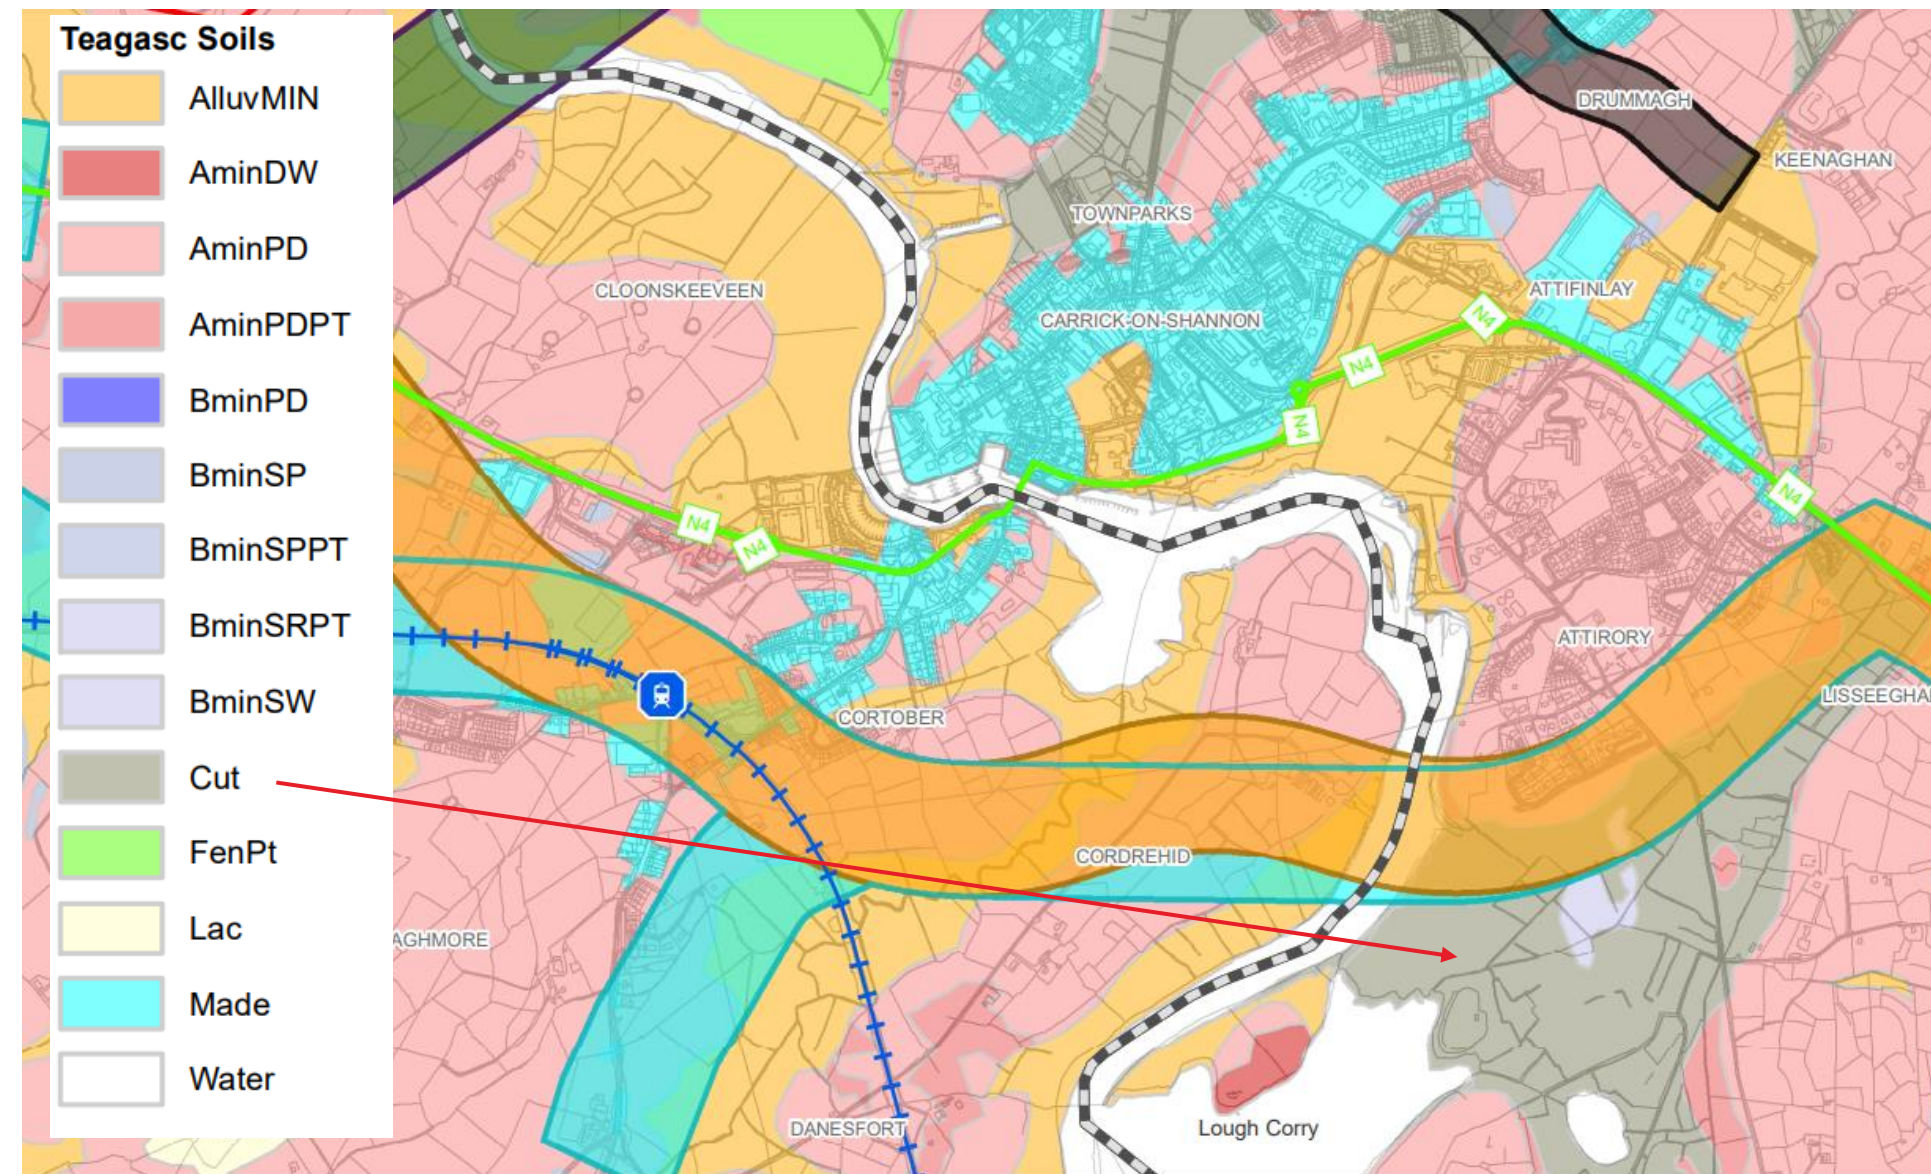 Teagasc Soils
AlluvMIN
AminDW
AminPD
AminPDPT
BminPD
BminSP
BminSPPT
BminSRPT
BminSW
Cut
FenPt
Lac
Made
Water
DRUMMAGH
KEENAGHAN
TOWNPARKS
CLOONSKEEVEEN
ATTIFINLAY
CARRICK-ON-SHANNON
N4
N4
N4
N4
N4
N4
ATTIRORY
LISSEEGHA
CORTOBER
CORDREHID
AGHMORE
DANESFORT
Lough Corry